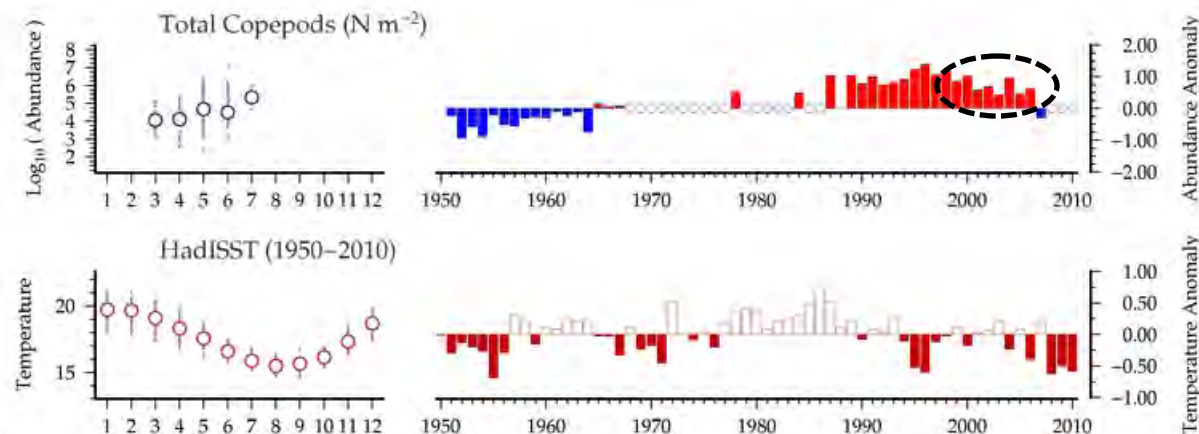 Total Copepods (N m⁻²)
Log₁₀ ( Abundance )
8
7
6
5
4
3
2
1 2 3 4 5 6 7 8 9 10 11 12
2.00
1.00
0.00
-1.00
-2.00
Abundance Anomaly
1950 1960 1970 1980 1990 2000 2010
HadISST (1950–2010)
Temperature
20
15
1 2 3 4 5 6 7 8 9 10 11 12
1.00
0.50
0.00
-0.50
-1.00
Temperature Anomaly
1950 1960 1970 1980 1990 2000 2010